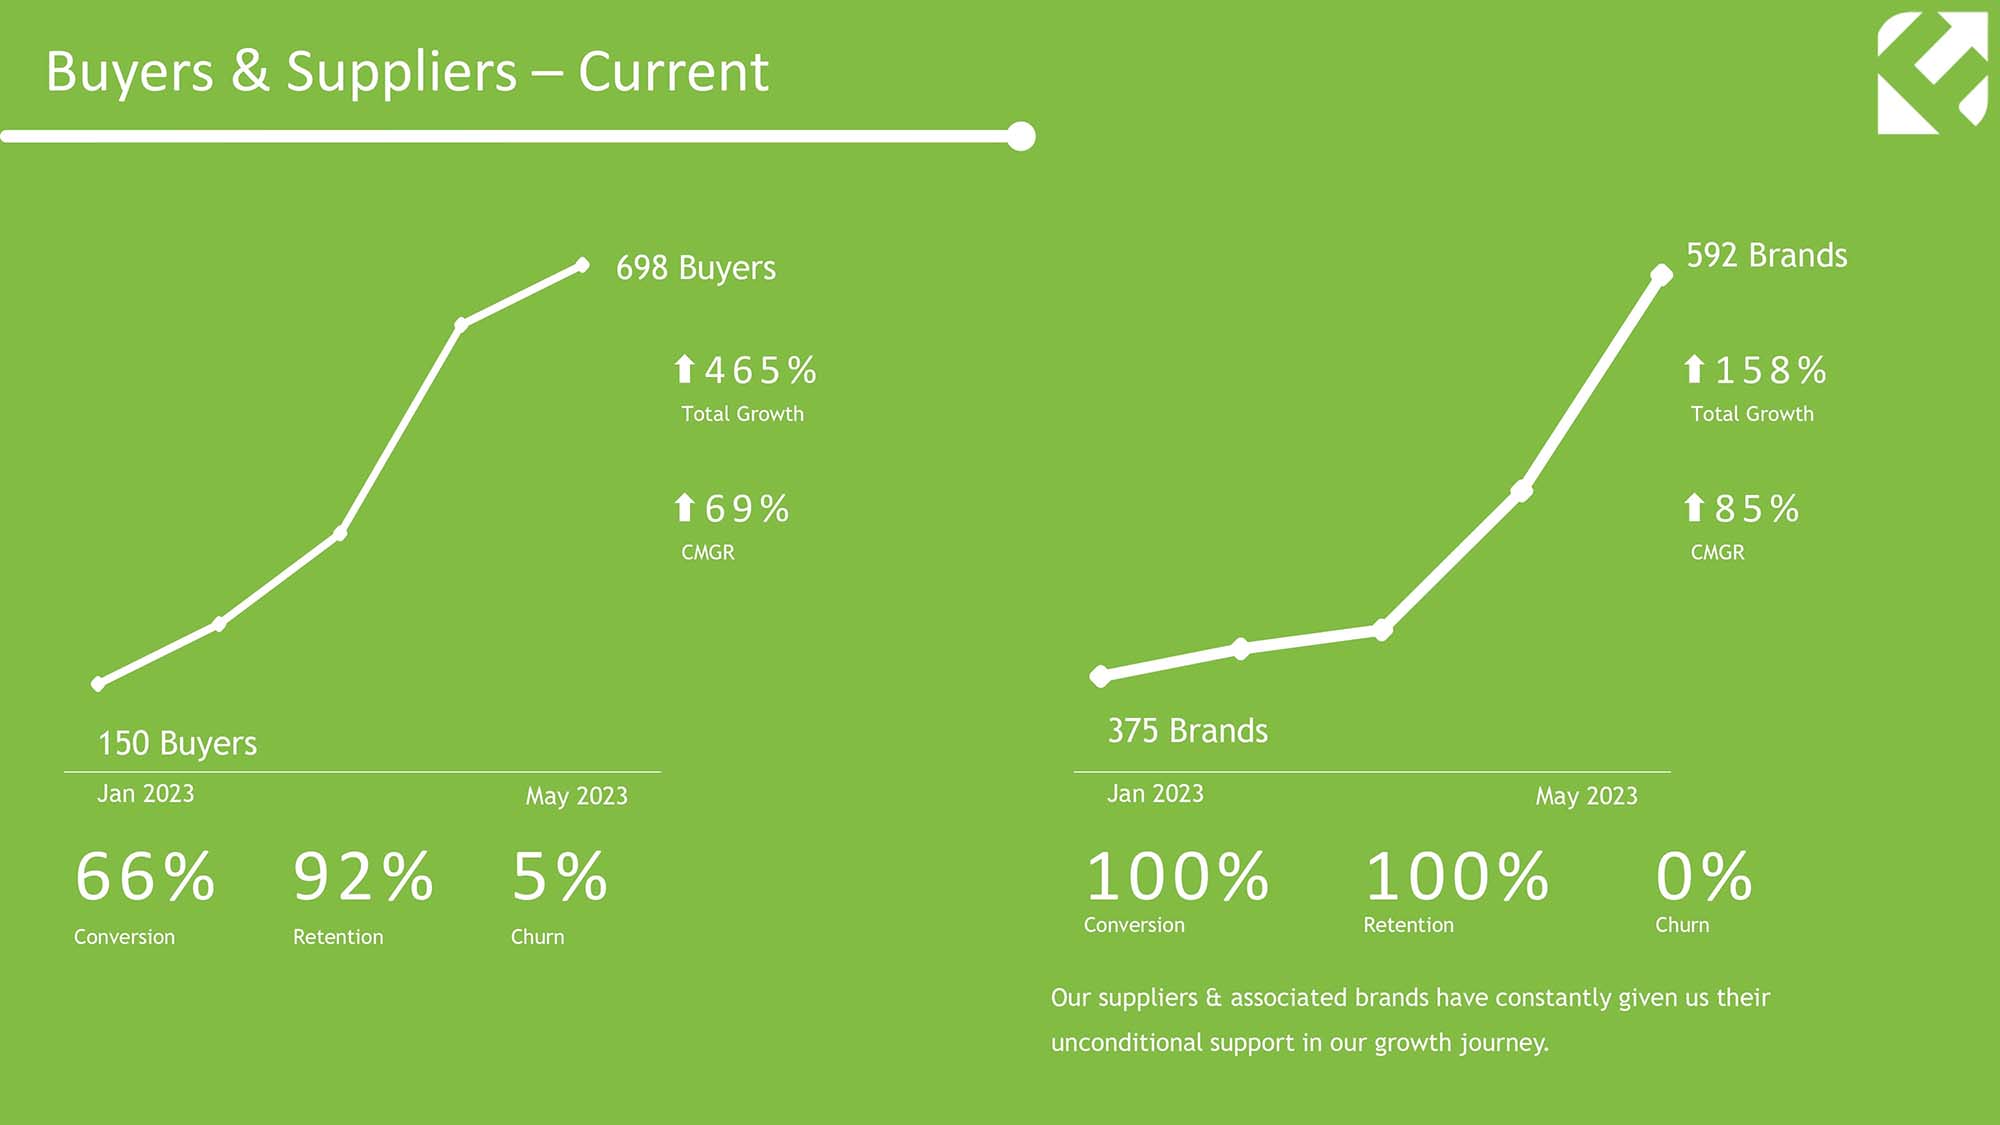 Buyers & Suppliers – Current
698 Buyers
465%
Total Growth
69%
CMGR
150 Buyers
Jan 2023
May 2023
66%
Conversion
92%
Retention
5%
Churn
592 Brands
158%
Total Growth
85%
CMGR
375 Brands
Jan 2023
May 2023
100%
Conversion
100%
Retention
0%
Churn
Our suppliers & associated brands have constantly given us their
unconditional support in our growth journey.